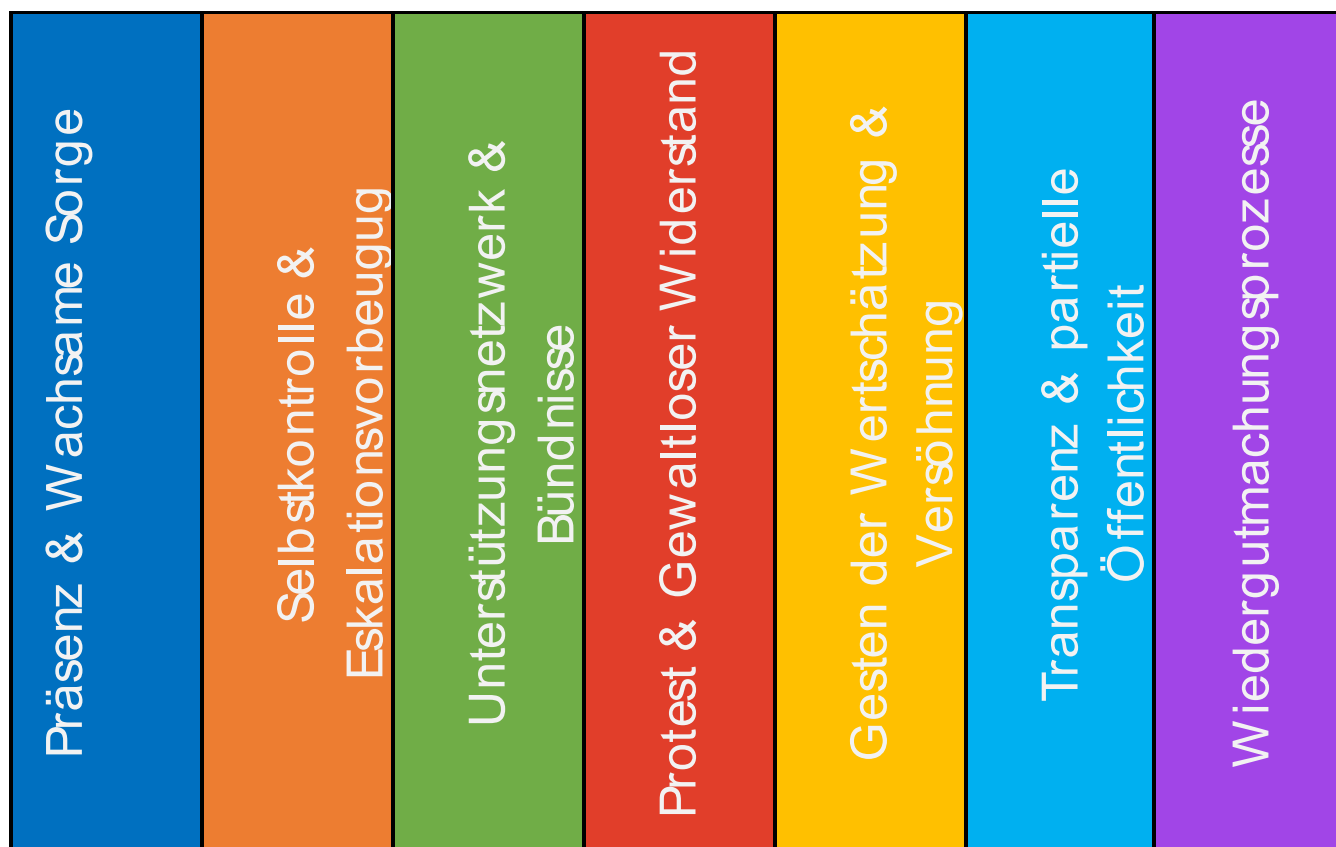 Präsenz & Wachsame Sorge
Selbstkontrolle &
Eskalationsvorbeugug
Unterstützungsnetzwerk &
Bündnisse
Protest & Gewaltloser Widerstand
Gesten der Wertschätzung &
Versöhnung
Transparenz & partielle
Öffentlichkeit
Wiedergutmachungsprozesse